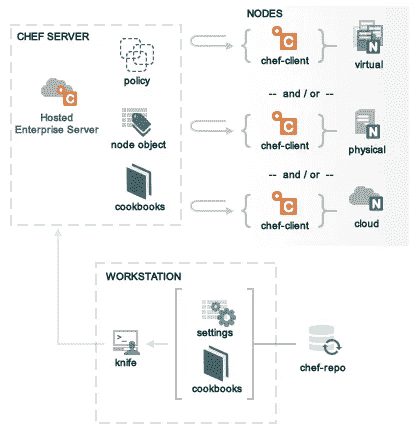 CHEF SERVER
NODES
policy
Hosted
Enterprise Server
node object
cookbooks
chef-client
virtual
-- and / or --
chef-client
physical
-- and / or --
chef-client
cloud
WORKSTATION
knife
settings
cookbooks
chef-repo